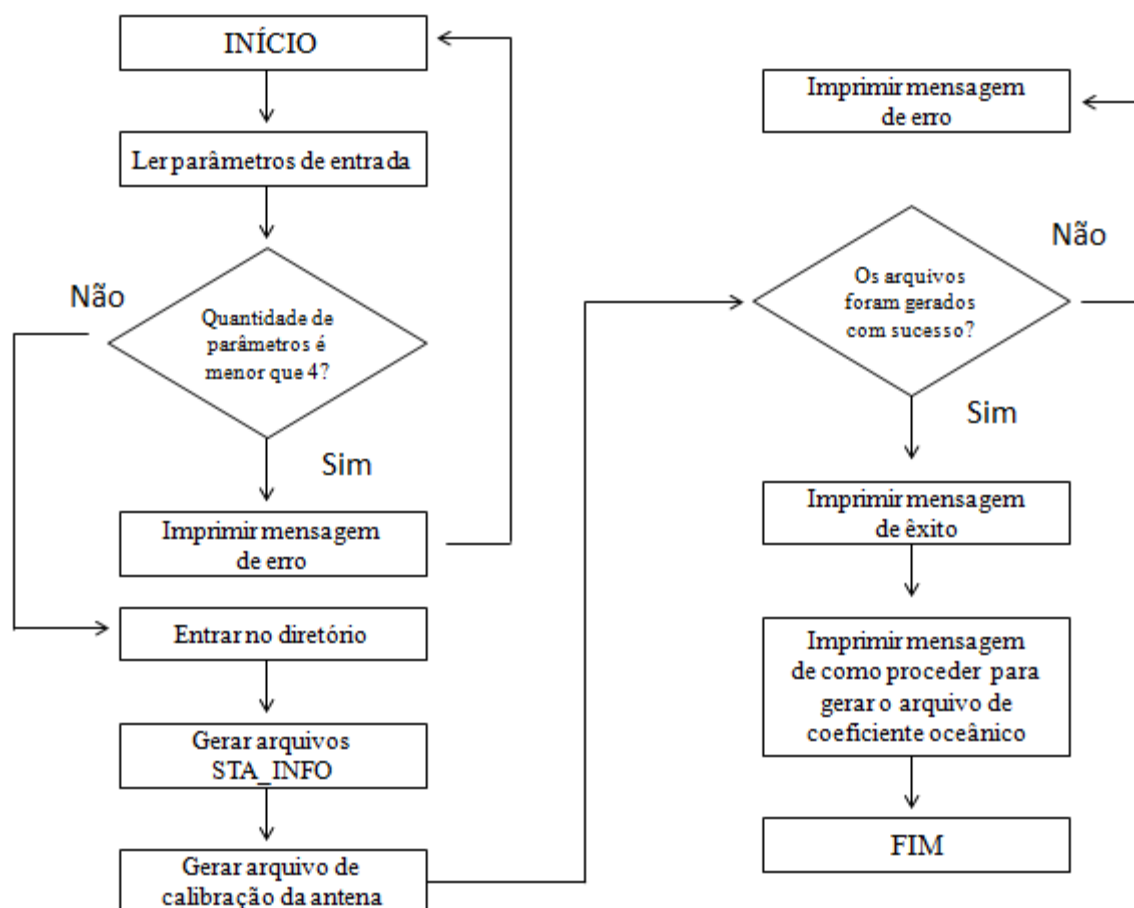 INÍCIO
Ler parâmetros de entrada
Não
Quantidade de
parâmetros é
menor que 4?
Sim
Imprimir mensagem
de erro
Entrar no diretório
Gerar arquivos
STA_INFO
Gerar arquivo de
calibração da antena
Imprimir mensagem
de erro
Não
Os arquivos
foram gerados
com sucesso?
Sim
Imprimir mensagem
de êxito
Imprimir mensagem
de como proceder para
gerar o arquivo de
coeficiente oceânico
FIM